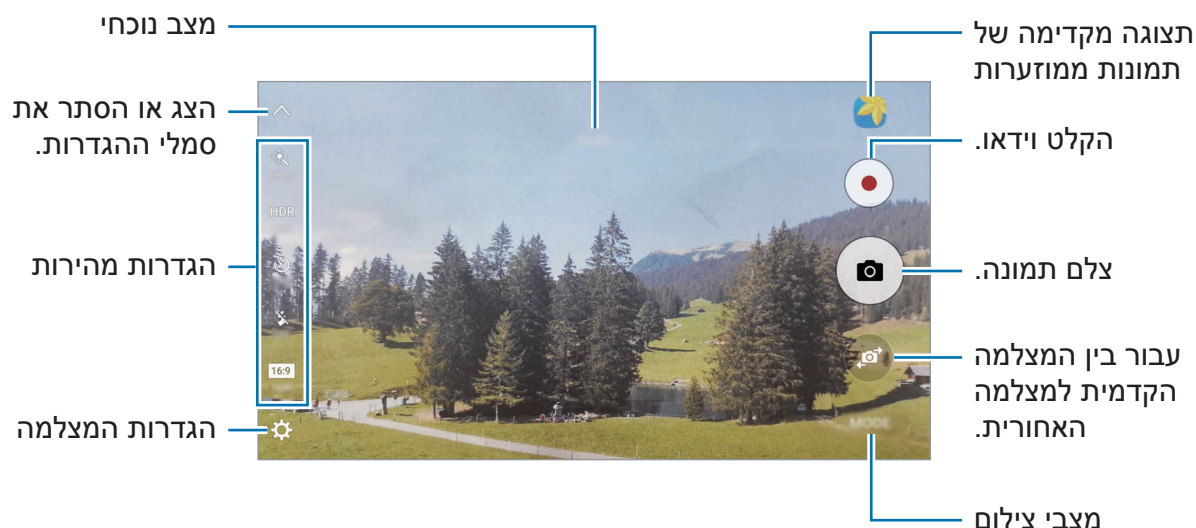 תצוגה מקדימה של
תמונות ממוזערות
הקלט וידאו.
צלם תמונה.
עבור בין המצלמה
הקדמית למצלמה
האחורית.
מצבי צילום
מצב נוכחי
הצג או הסתר את
סמלי ההגדרות.
הגדרות מהירות
הגדרות המצלמה
HDR
16:9
MODE